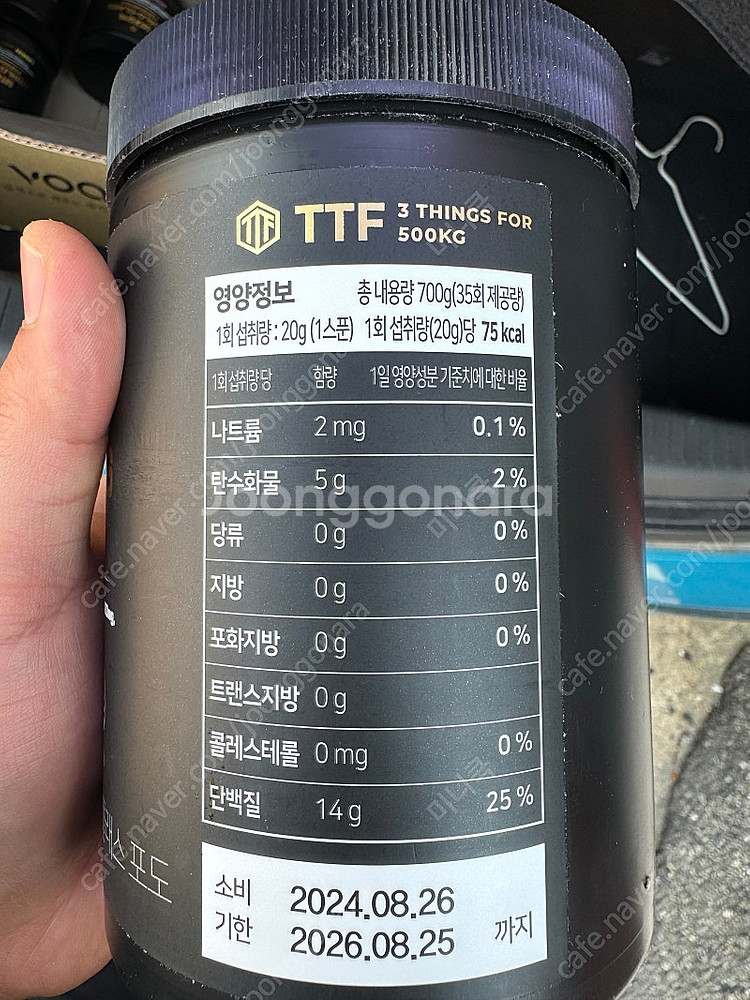 TTF 3 THINGS FOR
500KG
영양정보 총 내용량 700g(35회 제공량)
1회 섭취량 : 20g (1스푼) 1회 섭취량(20g)당 75 kcal
1회 섭취량당 함량 1일 영양성분 기준치에 대한 비율
나트륨 2 mg 0.1 %
탄수화물 5 g 2 %
당류 0 g 0 %
지방 0 g 0 %
포화지방 0 g 0 %
트랜스지방 0 g
콜레스테롤 0 mg 0 %
단백질 14 g 25 %
소비
기한
2024.08.26
2026.08.25 까지
포도
Joonggonara
cafe.naver.com/joonggonara